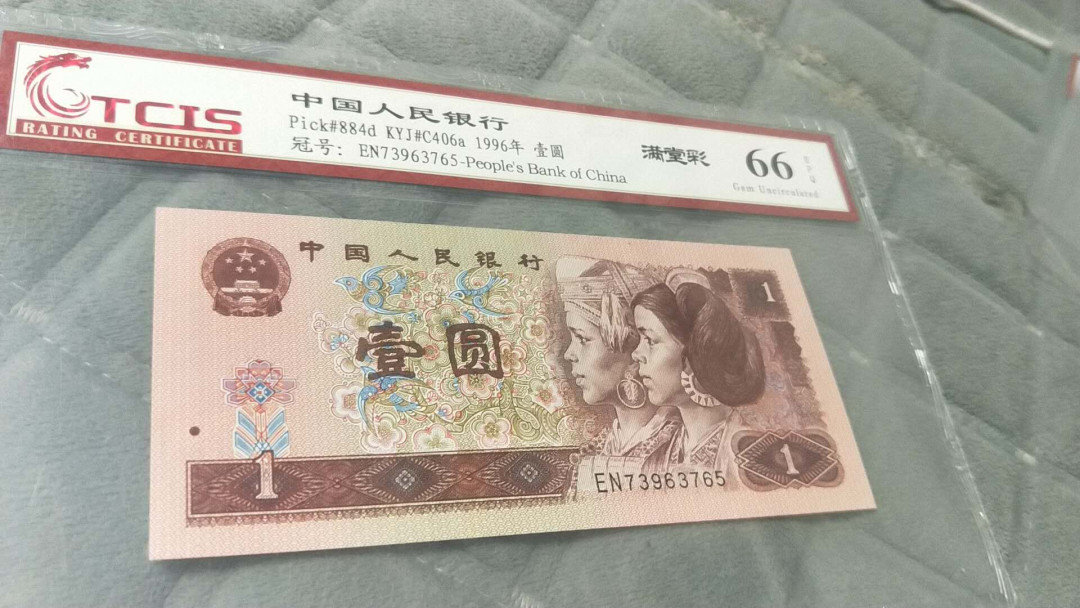 TCIS
RATING CERTIFICATE
中国人民银行
Pick#884d KYJ#C406a 1996年 壹圆
冠号: EN73963765-People's Bank of China
满堂彩
66
Gem Uncirculated
中国人民银行
1
壹圆
1
1
EN73963765